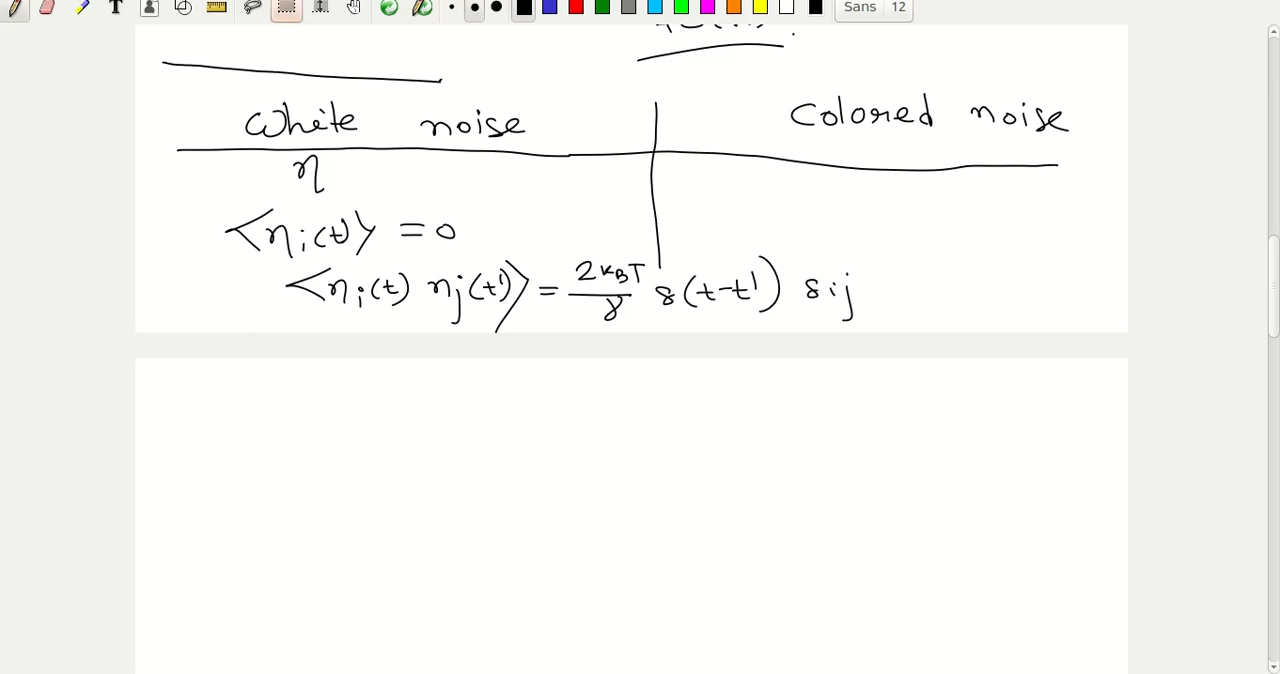 Sans 12
White noise
Colored noise
η
<ηi(t)> = 0
<ηi(t) ηj(t')> = 2kBT/γ δ(t-t') δij